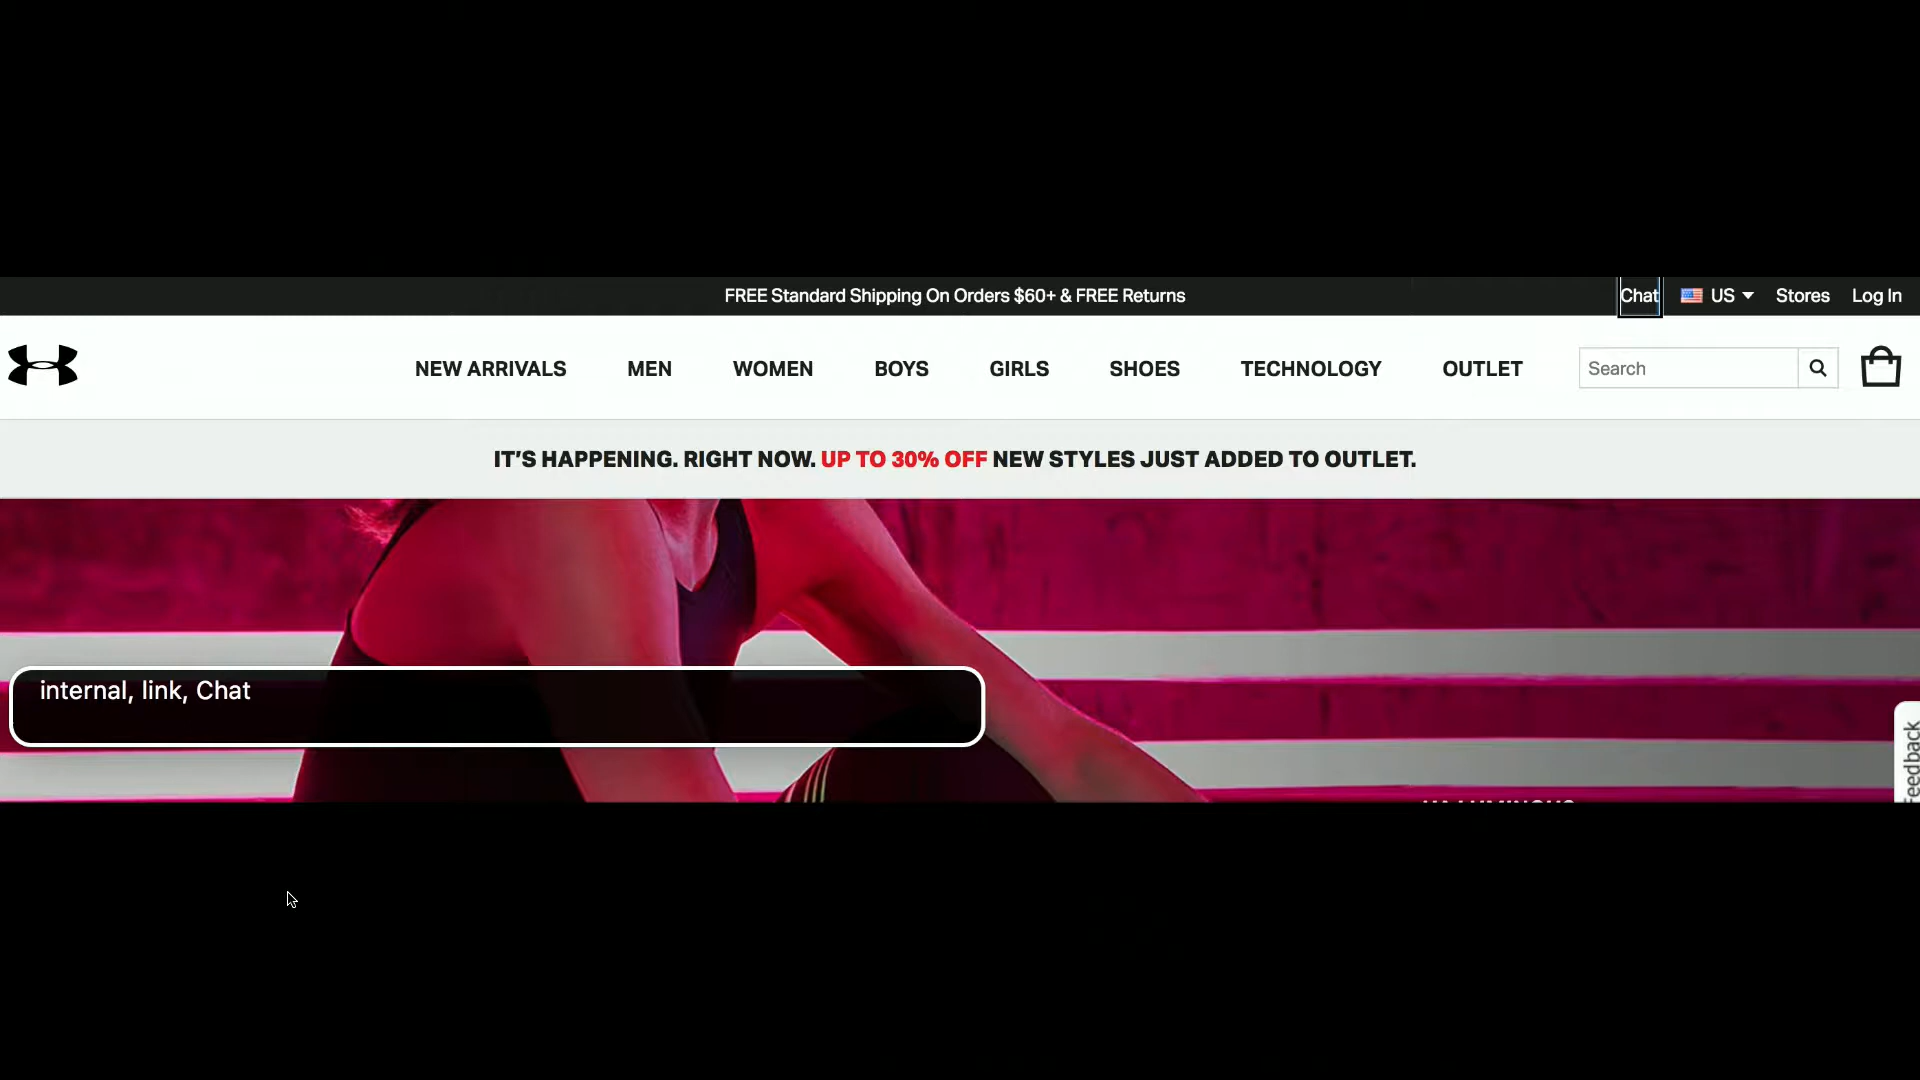 FREE Standard Shipping On Orders $60+ & FREE Returns
Chat US Stores Log In
NEW ARRIVALS MEN WOMEN BOYS GIRLS SHOES TECHNOLOGY OUTLET Search
IT'S HAPPENING. RIGHT NOW. UP TO 30% OFF NEW STYLES JUST ADDED TO OUTLET.
internal, link, Chat
Feedback